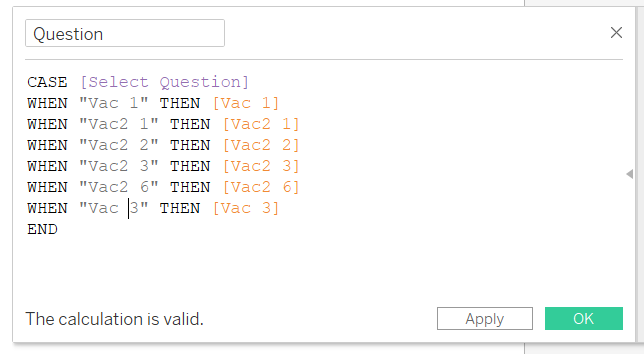 Question
CASE [Select Question]
WHEN "Vac 1" THEN [Vac 1]
WHEN "Vac2 1" THEN [Vac2 1]
WHEN "Vac2 2" THEN [Vac2 2]
WHEN "Vac2 3" THEN [Vac2 3]
WHEN "Vac2 6" THEN [Vac2 6]
WHEN "Vac 3" THEN [Vac 3]
END
The calculation is valid.
Apply
OK